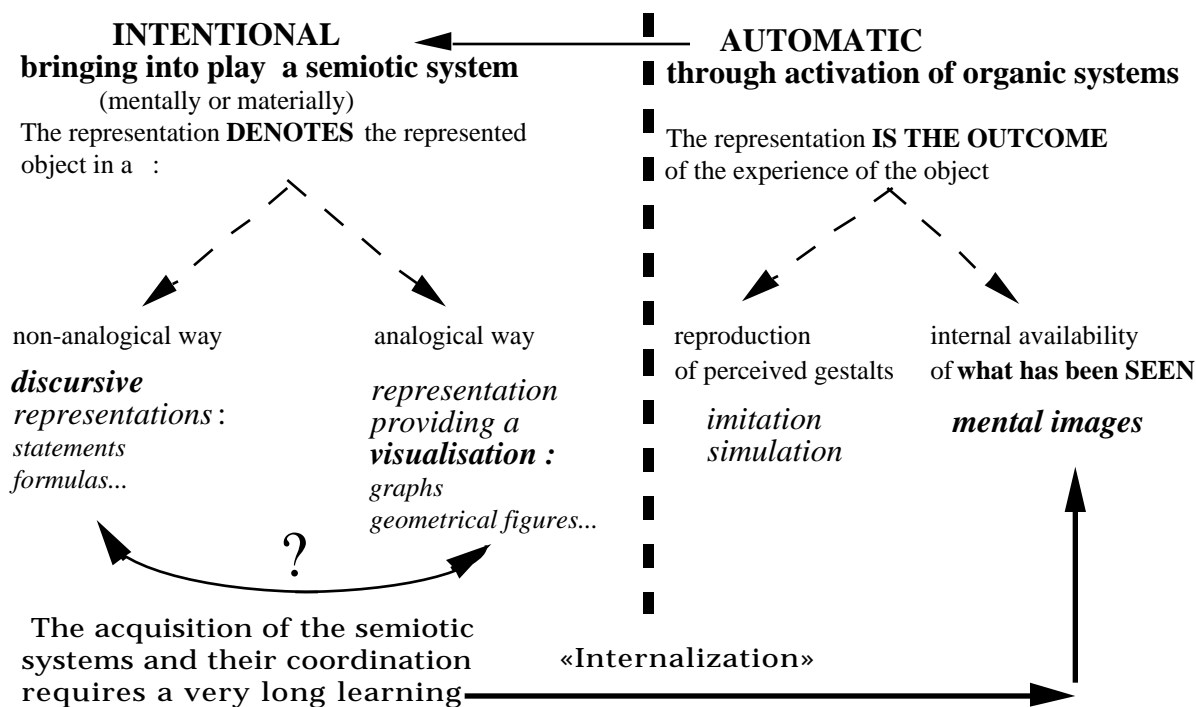 INTENTIONAL
bringing into play a semiotic system
(mentally or materially)
The representation DENOTES the represented
object in a :
AUTOMATIC
through activation of organic systems
The representation IS THE OUTCOME
of the experience of the object
non-analogical way
discursive
representations :
statements
formulas...
analogical way
representation
providing a
visualisation :
graphs
geometrical figures...
reproduction
of perceived gestalts
imitation
simulation
internal availability
of what has been SEEN
mental images
?
The acquisition of the semiotic
systems and their coordination
requires a very long learning
«Internalization»